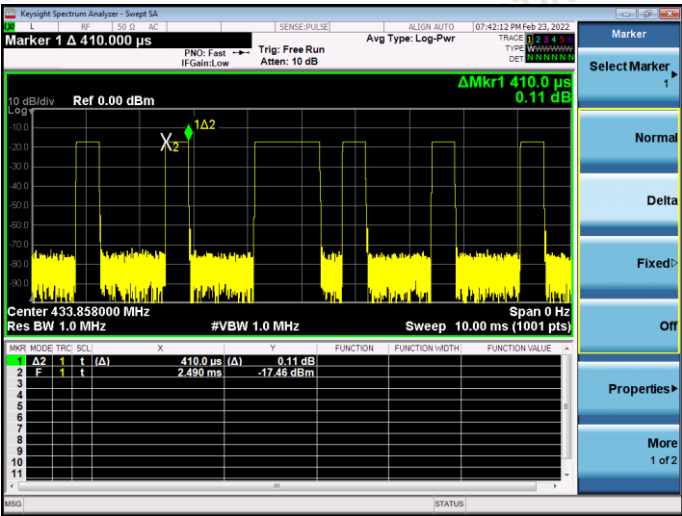 Keysight Spectrum Analyzer - Swept SA
L RF 50 Ω AC SENSE:PULSE ALIGN AUTO 07:42:12 PM Feb 23, 2022
Marker 1 Δ 410.000 µs
PNO: Fast
IFGain:Low
Trig: Free Run
Atten: 10 dB
Avg Type: Log-Pwr
TRACE 1 2 3 4 5 6
TYPE W
DET N N N N N N
ΔMkr1 410.0 µs
0.11 dB
10 dB/div Ref 0.00 dBm
Log
-10.0
-20.0
-30.0
-40.0
-50.0
-60.0
-70.0
-80.0
-90.0
X2
1Δ2
Center 433.858000 MHz Span 0 Hz
Res BW 1.0 MHz #VBW 1.0 MHz Sweep 10.00 ms (1001 pts)
MKR MODE TRC SCL X Y FUNCTION FUNCTION WIDTH FUNCTION VALUE
1 Δ2 1 t (Δ) 410.0 µs (Δ) 0.11 dB
2 F 1 t 2.490 ms -17.46 dBm
3
4
5
6
7
8
9
10
11
MSG STATUS
Marker
Select Marker
1
Normal
Delta
Fixed
Off
Properties
More
1 of 2